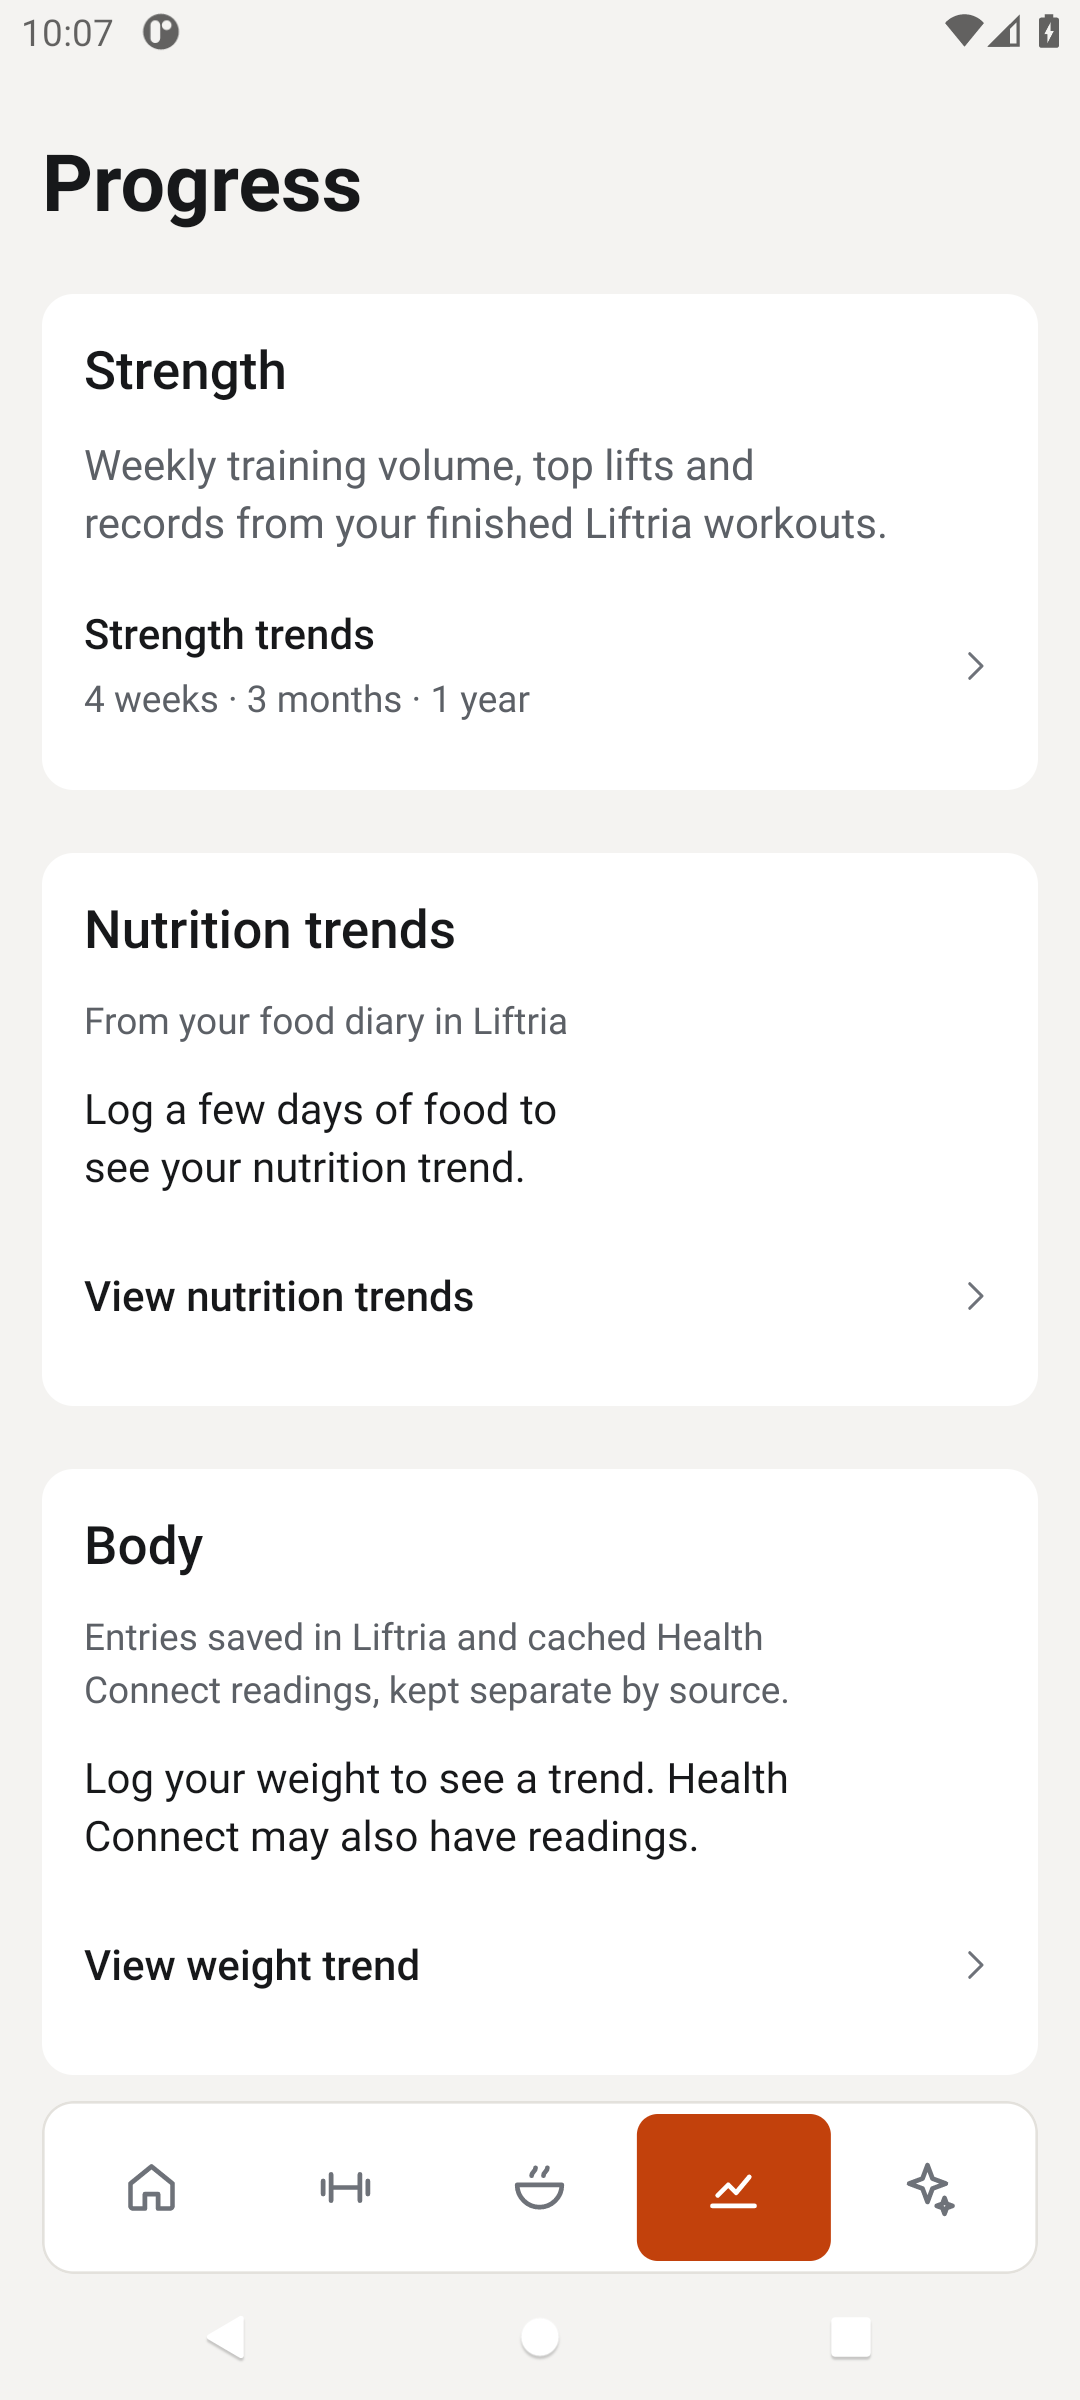 10:07
Progress
Strength
Weekly training volume, top lifts and
records from your finished Liftria workouts.
Strength trends
4 weeks · 3 months · 1 year
Nutrition trends
From your food diary in Liftria
Log a few days of food to
see your nutrition trend.
View nutrition trends
Body
Entries saved in Liftria and cached Health
Connect readings, kept separate by source.
Log your weight to see a trend. Health
Connect may also have readings.
View weight trend